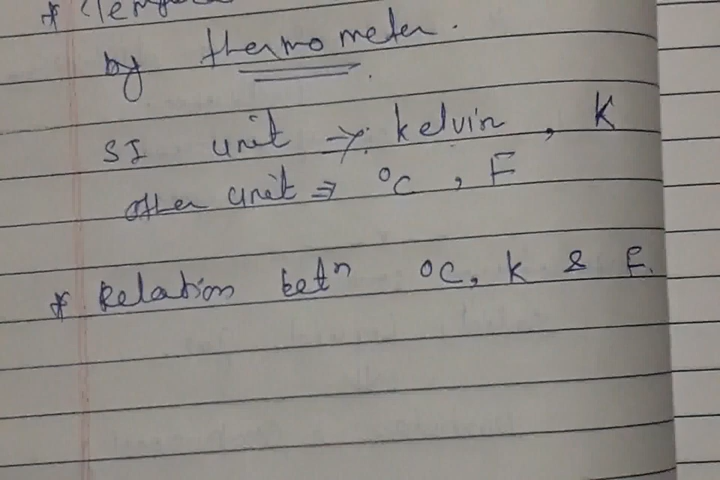 *
by thermometer.
SI unit → kelvin, K
other unit ⇒ °C, F
* Relation betⁿ °C, K & F.